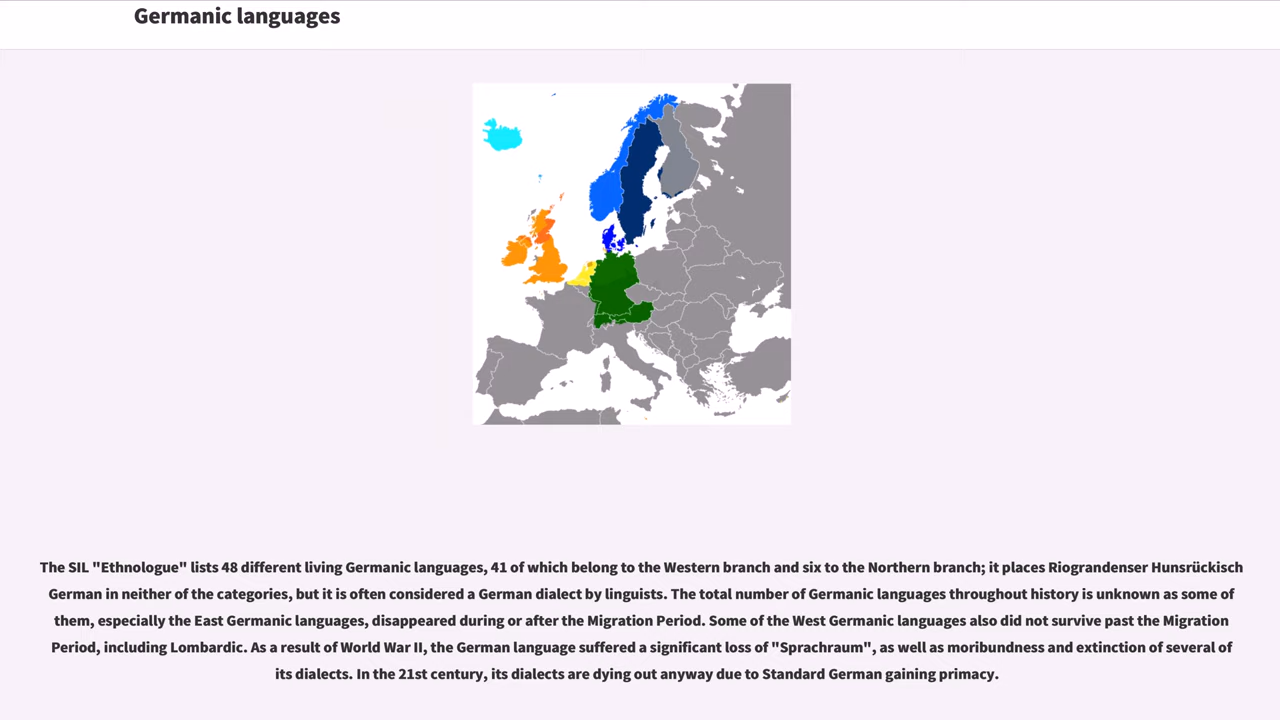 Germanic languages
The SIL "Ethnologue" lists 48 different living Germanic languages, 41 of which belong to the Western branch and six to the Northern branch; it places Riograndenser Hunsrückisch
German in neither of the categories, but it is often considered a German dialect by linguists. The total number of Germanic languages throughout history is unknown as some of
them, especially the East Germanic languages, disappeared during or after the Migration Period. Some of the West Germanic languages also did not survive past the Migration
Period, including Lombardic. As a result of World War II, the German language suffered a significant loss of "Sprachraum", as well as moribundness and extinction of several of
its dialects. In the 21st century, its dialects are dying out anyway due to Standard German gaining primacy.